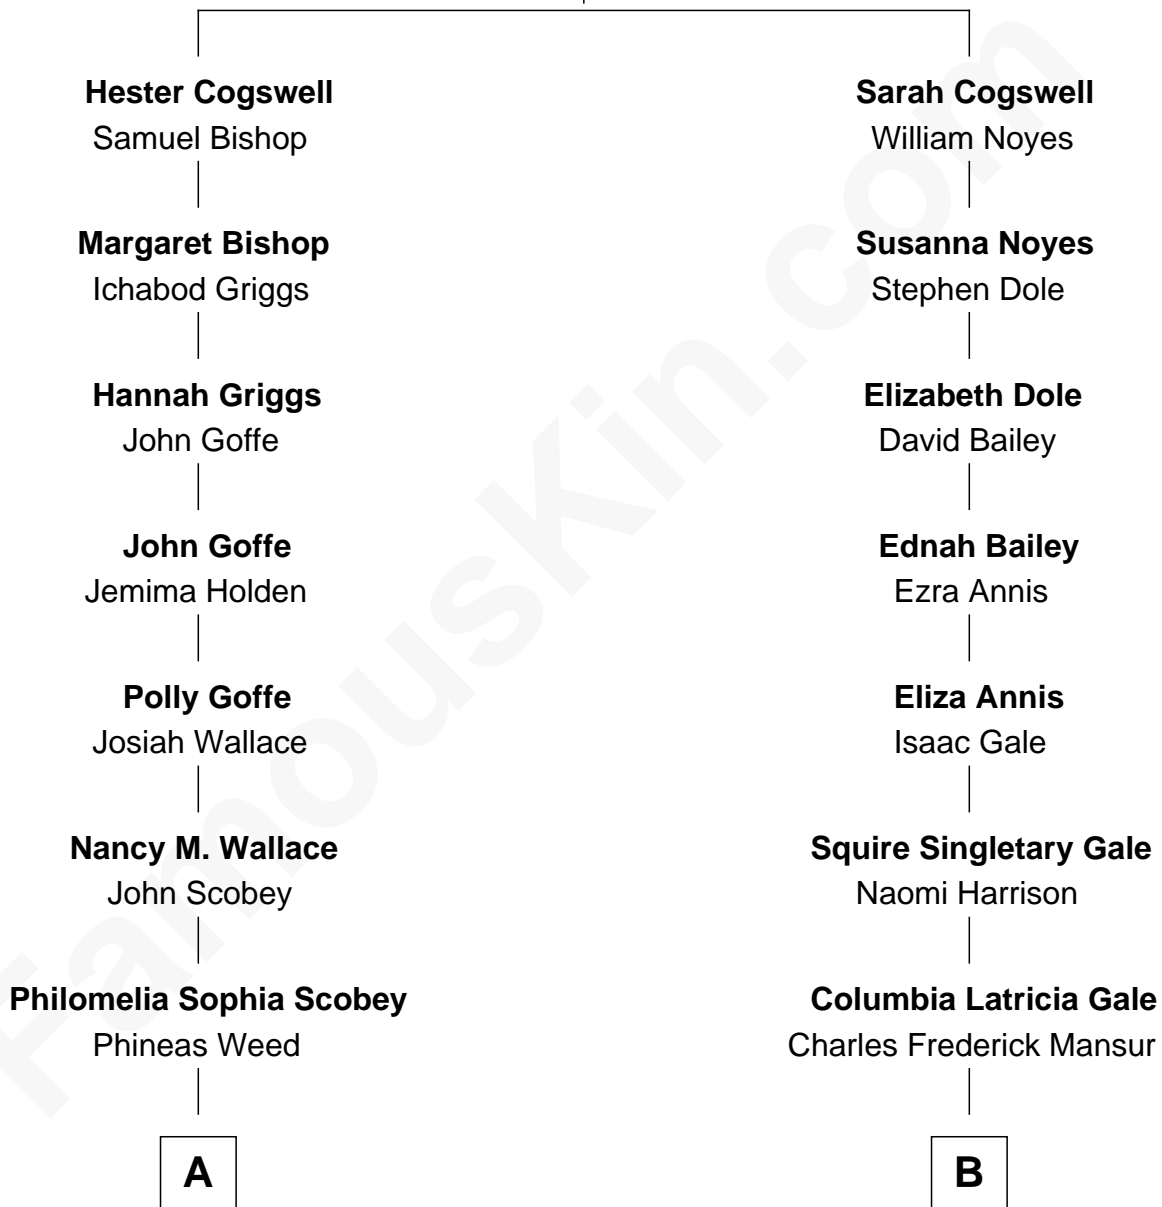 Hester Cogswell
Samuel Bishop
Margaret Bishop
Ichabod Griggs
Hannah Griggs
John Goffe
John Goffe
Jemima Holden
Polly Goffe
Josiah Wallace
Nancy M. Wallace
John Scobey
Philomelia Sophia Scobey
Phineas Weed
A
Sarah Cogswell
William Noyes
Susanna Noyes
Stephen Dole
Elizabeth Dole
David Bailey
Ednah Bailey
Ezra Annis
Eliza Annis
Isaac Gale
Squire Singletary Gale
Naomi Harrison
Columbia Latricia Gale
Charles Frederick Mansur
B
FamousKin.com